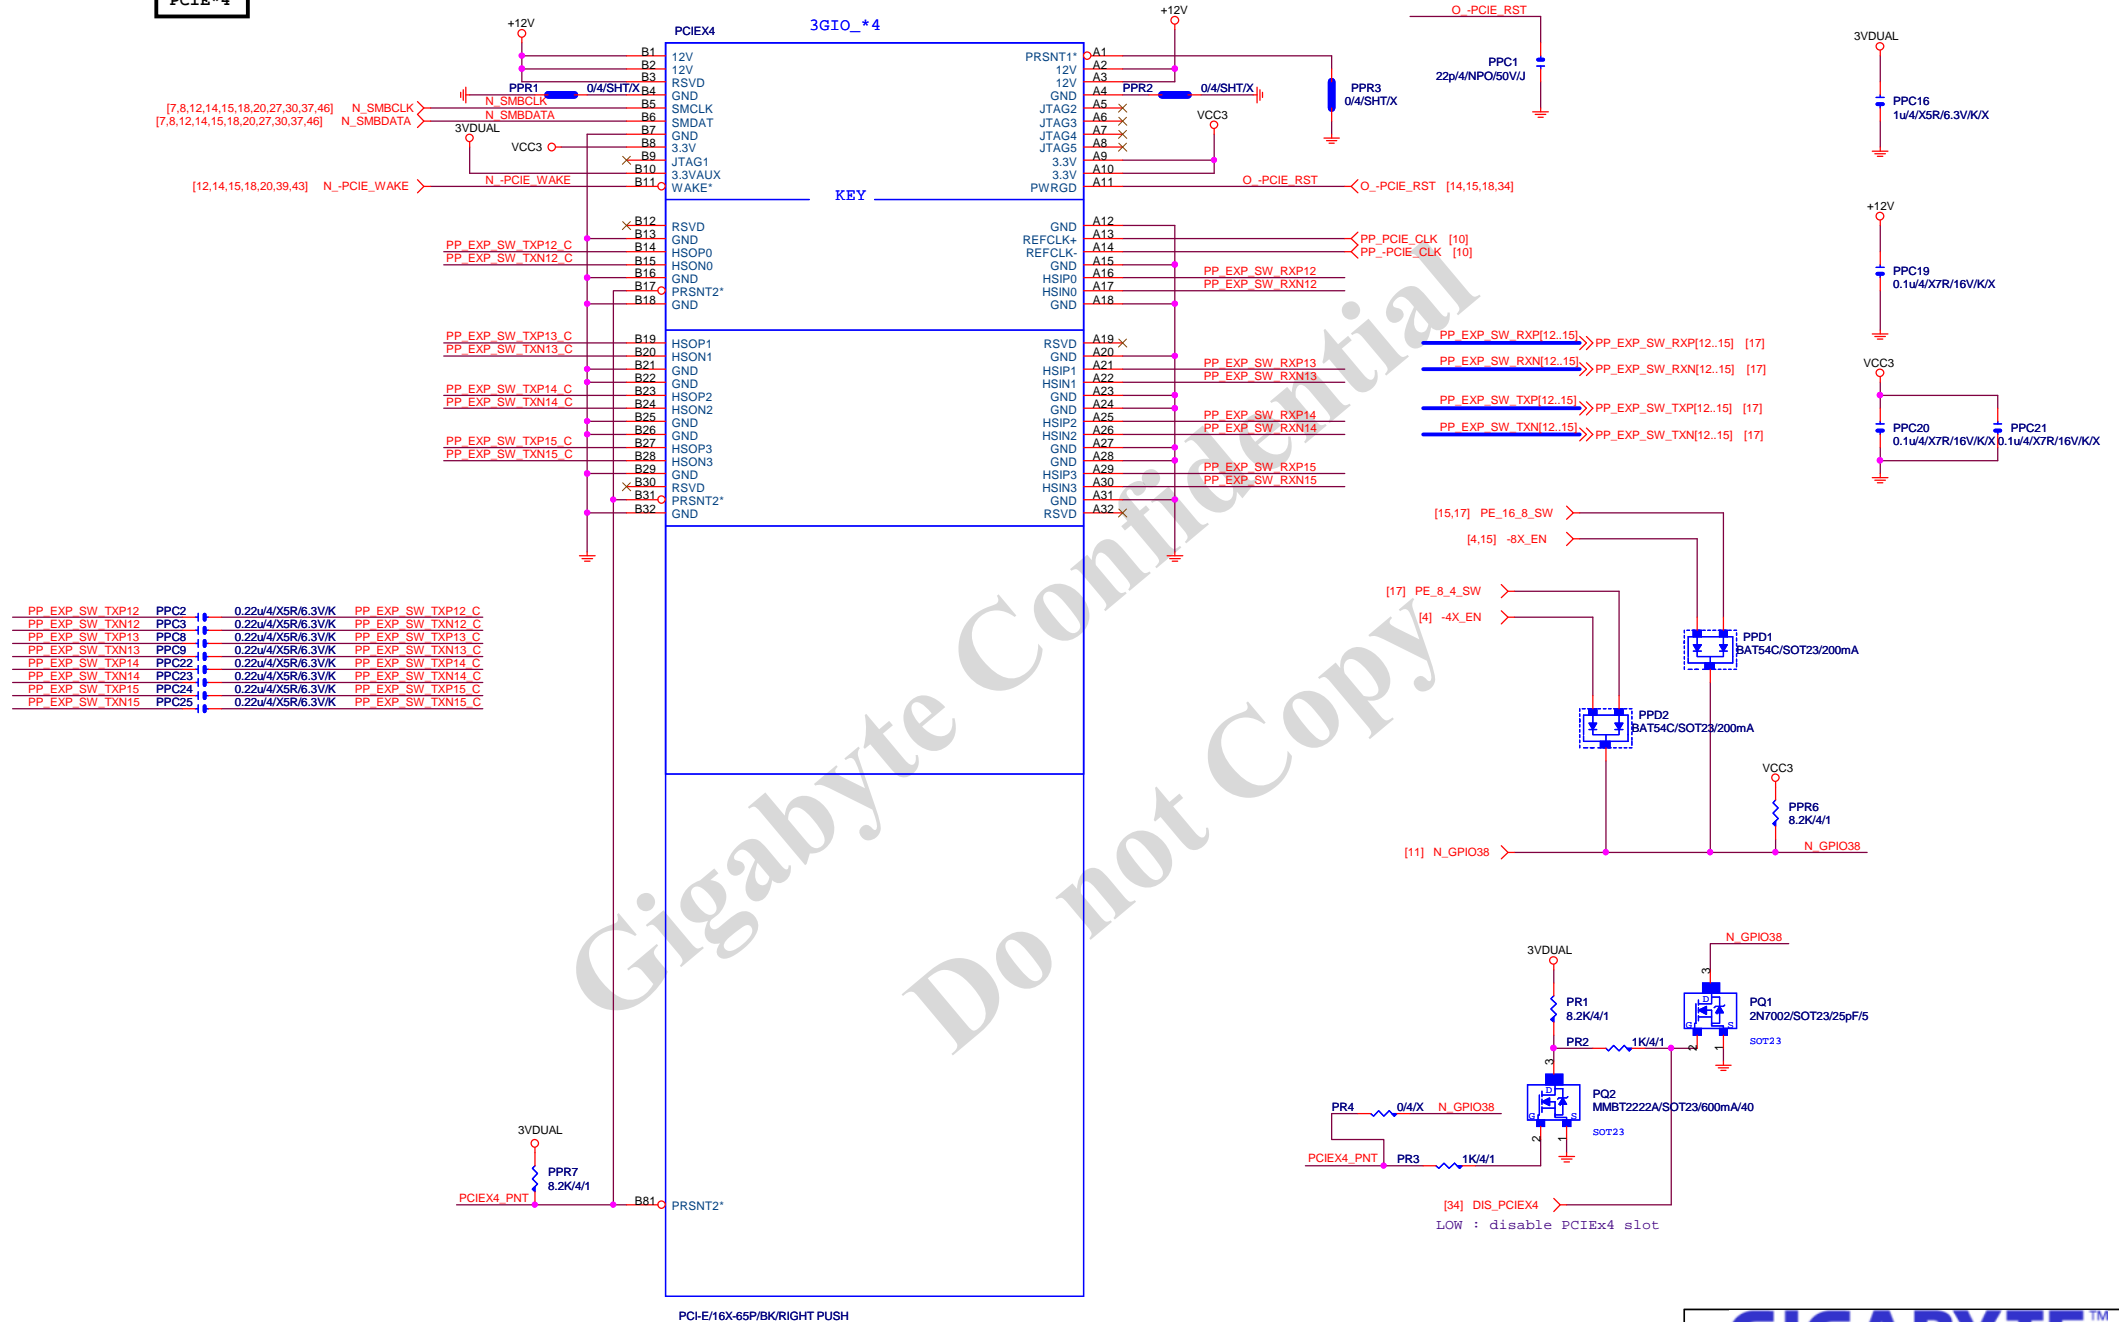 PCIE*4
+12V
PCIEX4
3GIO_*4
+12V
O_-PCIE_RST
B1 12V
B2 12V
B3 RSVD
B4 GND
B5 SMCLK
B6 SMDAT
B7 GND
B8 3.3V
B9 JTAG1
B10 3.3VAUX
B11 WAKE*
PRSNT1* A1
12V A2
12V A3
GND A4
JTAG2 A5
JTAG3 A6
JTAG4 A7
JTAG5 A8
3.3V A9
3.3V A10
PWRGD A11
PPR1 0/4/SHT/X
PPR2 0/4/SHT/X
PPR3
0/4/SHT/X
PPC1
22p/4/NPO/50V/J
[7,8,12,14,15,18,20,27,30,37,46] N_SMBCLK N_SMBCLK
[7,8,12,14,15,18,20,27,30,37,46] N_SMBDATA N_SMBDATA
3VDUAL
VCC3
VCC3
[12,14,15,18,20,39,43] N_-PCIE_WAKE N_-PCIE_WAKE
O_-PCIE_RST O_-PCIE_RST [14,15,18,34]
KEY
B12 RSVD
B13 GND
B14 HSOP0
B15 HSON0
B16 GND
B17 PRSNT2*
B18 GND
GND A12
REFCLK+ A13
REFCLK- A14
GND A15
HSIP0 A16
HSIN0 A17
GND A18
PP_EXP_SW_TXP12_C
PP_EXP_SW_TXN12_C
PP_PCIE_CLK [10]
PP_-PCIE_CLK [10]
PP_EXP_SW_RXP12
PP_EXP_SW_RXN12
B19 HSOP1
B20 HSON1
B21 GND
B22 GND
B23 HSOP2
B24 HSON2
B25 GND
B26 GND
B27 HSOP3
B28 HSON3
B29 GND
B30 RSVD
B31 PRSNT2*
B32 GND
RSVD A19
GND A20
HSIP1 A21
HSIN1 A22
GND A23
GND A24
HSIP2 A25
HSIN2 A26
GND A27
GND A28
HSIP3 A29
HSIN3 A30
GND A31
RSVD A32
PP_EXP_SW_TXP13_C
PP_EXP_SW_TXN13_C
PP_EXP_SW_TXP14_C
PP_EXP_SW_TXN14_C
PP_EXP_SW_TXP15_C
PP_EXP_SW_TXN15_C
PP_EXP_SW_RXP13
PP_EXP_SW_RXN13
PP_EXP_SW_RXP14
PP_EXP_SW_RXN14
PP_EXP_SW_RXP15
PP_EXP_SW_RXN15
PP_EXP_SW_RXP[12..15] PP_EXP_SW_RXP[12..15] [17]
PP_EXP_SW_RXN[12..15] PP_EXP_SW_RXN[12..15] [17]
PP_EXP_SW_TXP[12..15] PP_EXP_SW_TXP[12..15] [17]
PP_EXP_SW_TXN[12..15] PP_EXP_SW_TXN[12..15] [17]
3VDUAL
PPC16
1u/4/X5R/6.3V/K/X
+12V
PPC19
0.1u/4/X7R/16V/K/X
VCC3
PPC20
0.1u/4/X7R/16V/K/X
PPC21
0.1u/4/X7R/16V/K/X
[15,17] PE_16_8_SW
[4,15] -8X_EN
[17] PE_8_4_SW
[4] -4X_EN
PPD1
BAT54C/SOT23/200mA
PPD2
BAT54C/SOT23/200mA
VCC3
PPR6
8.2K/4/1
[11] N_GPIO38 N_GPIO38
PP_EXP_SW_TXP12 PPC2 0.22u/4/X5R/6.3V/K PP_EXP_SW_TXP12_C
PP_EXP_SW_TXN12 PPC3 0.22u/4/X5R/6.3V/K PP_EXP_SW_TXN12_C
PP_EXP_SW_TXP13 PPC8 0.22u/4/X5R/6.3V/K PP_EXP_SW_TXP13_C
PP_EXP_SW_TXN13 PPC9 0.22u/4/X5R/6.3V/K PP_EXP_SW_TXN13_C
PP_EXP_SW_TXP14 PPC22 0.22u/4/X5R/6.3V/K PP_EXP_SW_TXP14_C
PP_EXP_SW_TXN14 PPC23 0.22u/4/X5R/6.3V/K PP_EXP_SW_TXN14_C
PP_EXP_SW_TXP15 PPC24 0.22u/4/X5R/6.3V/K PP_EXP_SW_TXP15_C
PP_EXP_SW_TXN15 PPC25 0.22u/4/X5R/6.3V/K PP_EXP_SW_TXN15_C
Gigabyte Confidential
Do not Copy
N_GPIO38
3VDUAL
3
D
G S
2 1
PQ1
2N7002/SOT23/25pF/5
SOT23
PR1
8.2K/4/1
PR2 1K/4/1
3
D
G S
2 1
PQ2
MMBT2222A/SOT23/600mA/40
SOT23
PR4 0/4/X N_GPIO38
PCIEX4_PNT PR3 1K/4/1
[34] DIS_PCIEX4
LOW : disable PCIEx4 slot
3VDUAL
PPR7
8.2K/4/1
PCIEX4_PNT
B81 PRSNT2*
PCI-E/16X-65P/BK/RIGHT PUSH
GIGABYTE™